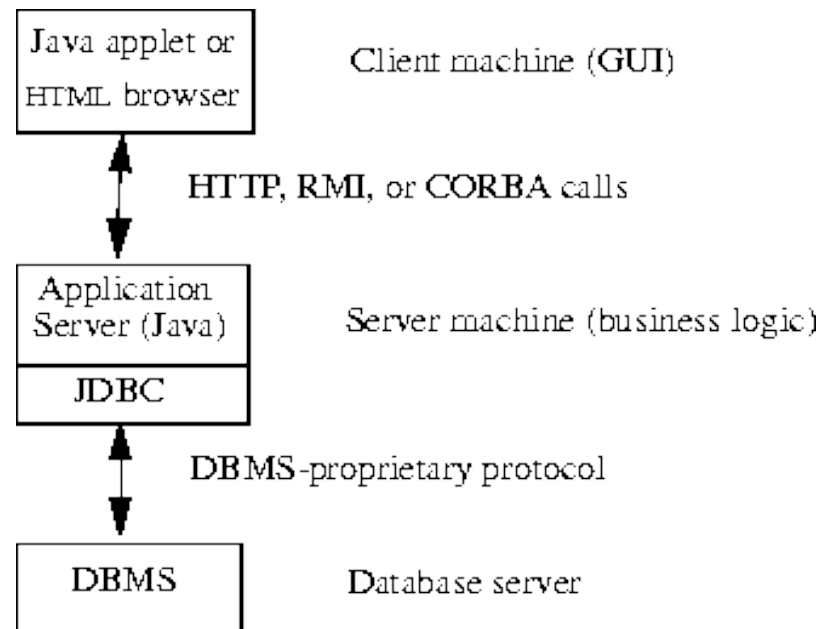 Java applet or
HTML browser
Client machine (GUI)
HTTP, RMI, or CORBA calls
Application
Server (Java)
Server machine (business logic)
JDBC
DBMS-proprietary protocol
DBMS
Database server